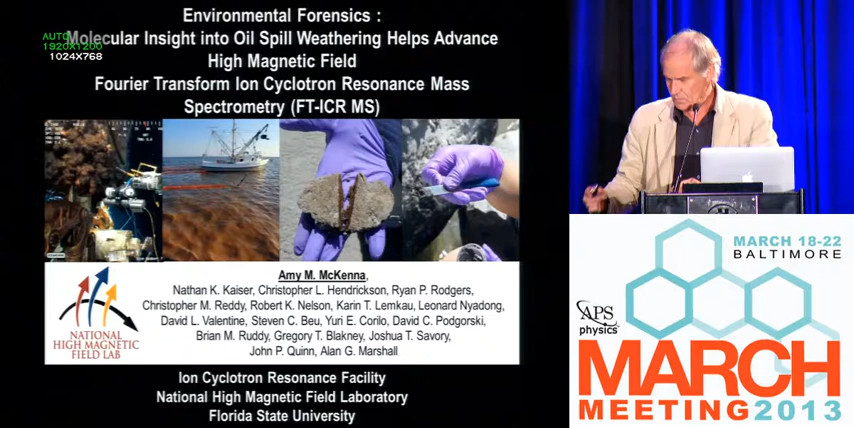 Environmental Forensics :
Molecular Insight into Oil Spill Weathering Helps Advance
High Magnetic Field
Fourier Transform Ion Cyclotron Resonance Mass
Spectrometry (FT-ICR MS)
AUTO
1920X1200
1024X768
Amy M. McKenna,
Nathan K. Kaiser, Christopher L. Hendrickson, Ryan P. Rodgers,
Christopher M. Reddy, Robert K. Nelson, Karin T. Lemkau, Leonard Nyadong,
David L. Valentine, Steven C. Beu, Yuri E. Corilo, David C. Podgorski,
Brian M. Ruddy, Gregory T. Blakney, Joshua T. Savory,
John P. Quinn, Alan G. Marshall
NATIONAL
HIGH MAGNETIC
FIELD LAB
Ion Cyclotron Resonance Facility
National High Magnetic Field Laboratory
Florida State University
MARCH 18-22
BALTIMORE
APS
physics
MARCH
MEETING2013